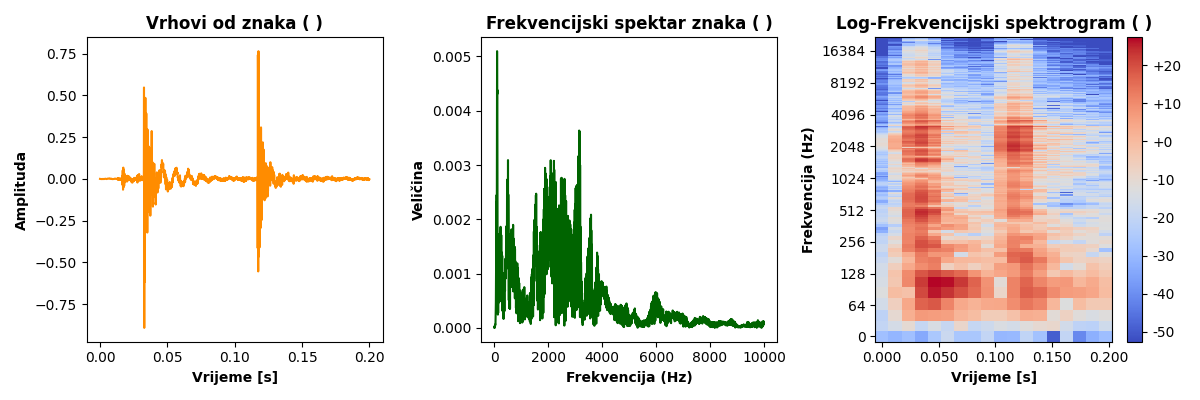 Vrhovi od znaka ( )
Amplituda
0.75
0.50
0.25
0.00
−0.25
−0.50
−0.75
0.00 0.05 0.10 0.15 0.20
Vrijeme [s]
Frekvencijski spektar znaka ( )
Veličina
0.005
0.004
0.003
0.002
0.001
0.000
0 2000 4000 6000 8000 10000
Frekvencija (Hz)
Log-Frekvencijski spektrogram ( )
Frekvencija (Hz)
16384
8192
4096
2048
1024
512
256
128
64
0
0.000 0.050 0.100 0.150 0.200
Vrijeme [s]
+20
+10
+0
-10
-20
-30
-40
-50